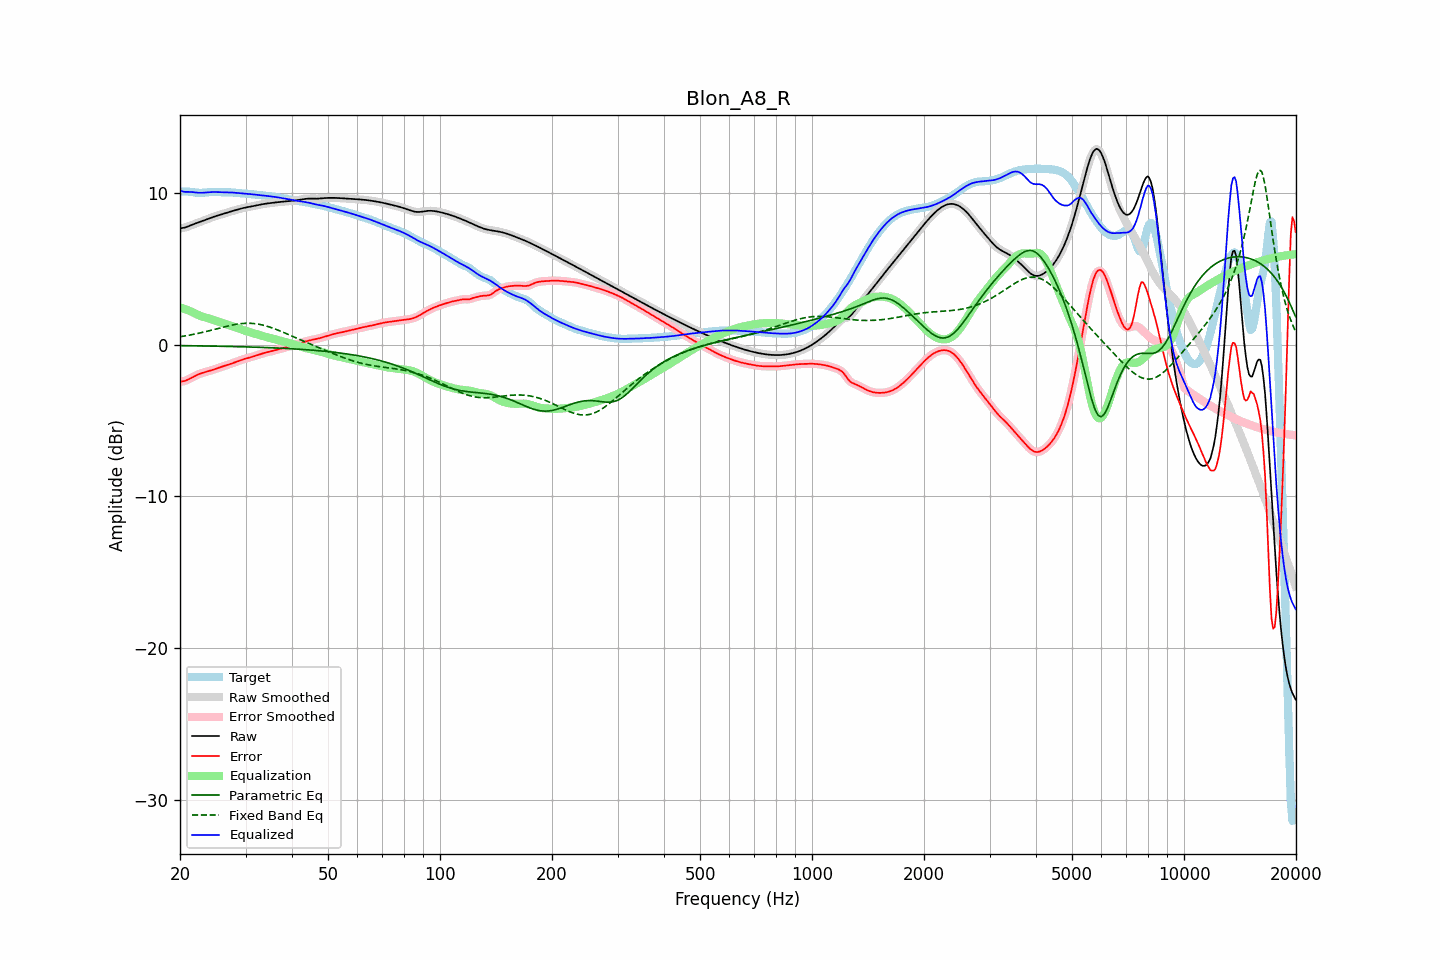 Blon_A8_R
10
0
−10
−20
−30
Amplitude (dBr)
Target
Raw Smoothed
Error Smoothed
Raw
Error
Equalization
Parametric Eq
Fixed Band Eq
Equalized
20 50 100 200 500 1000 2000 5000 10000 20000
Frequency (Hz)